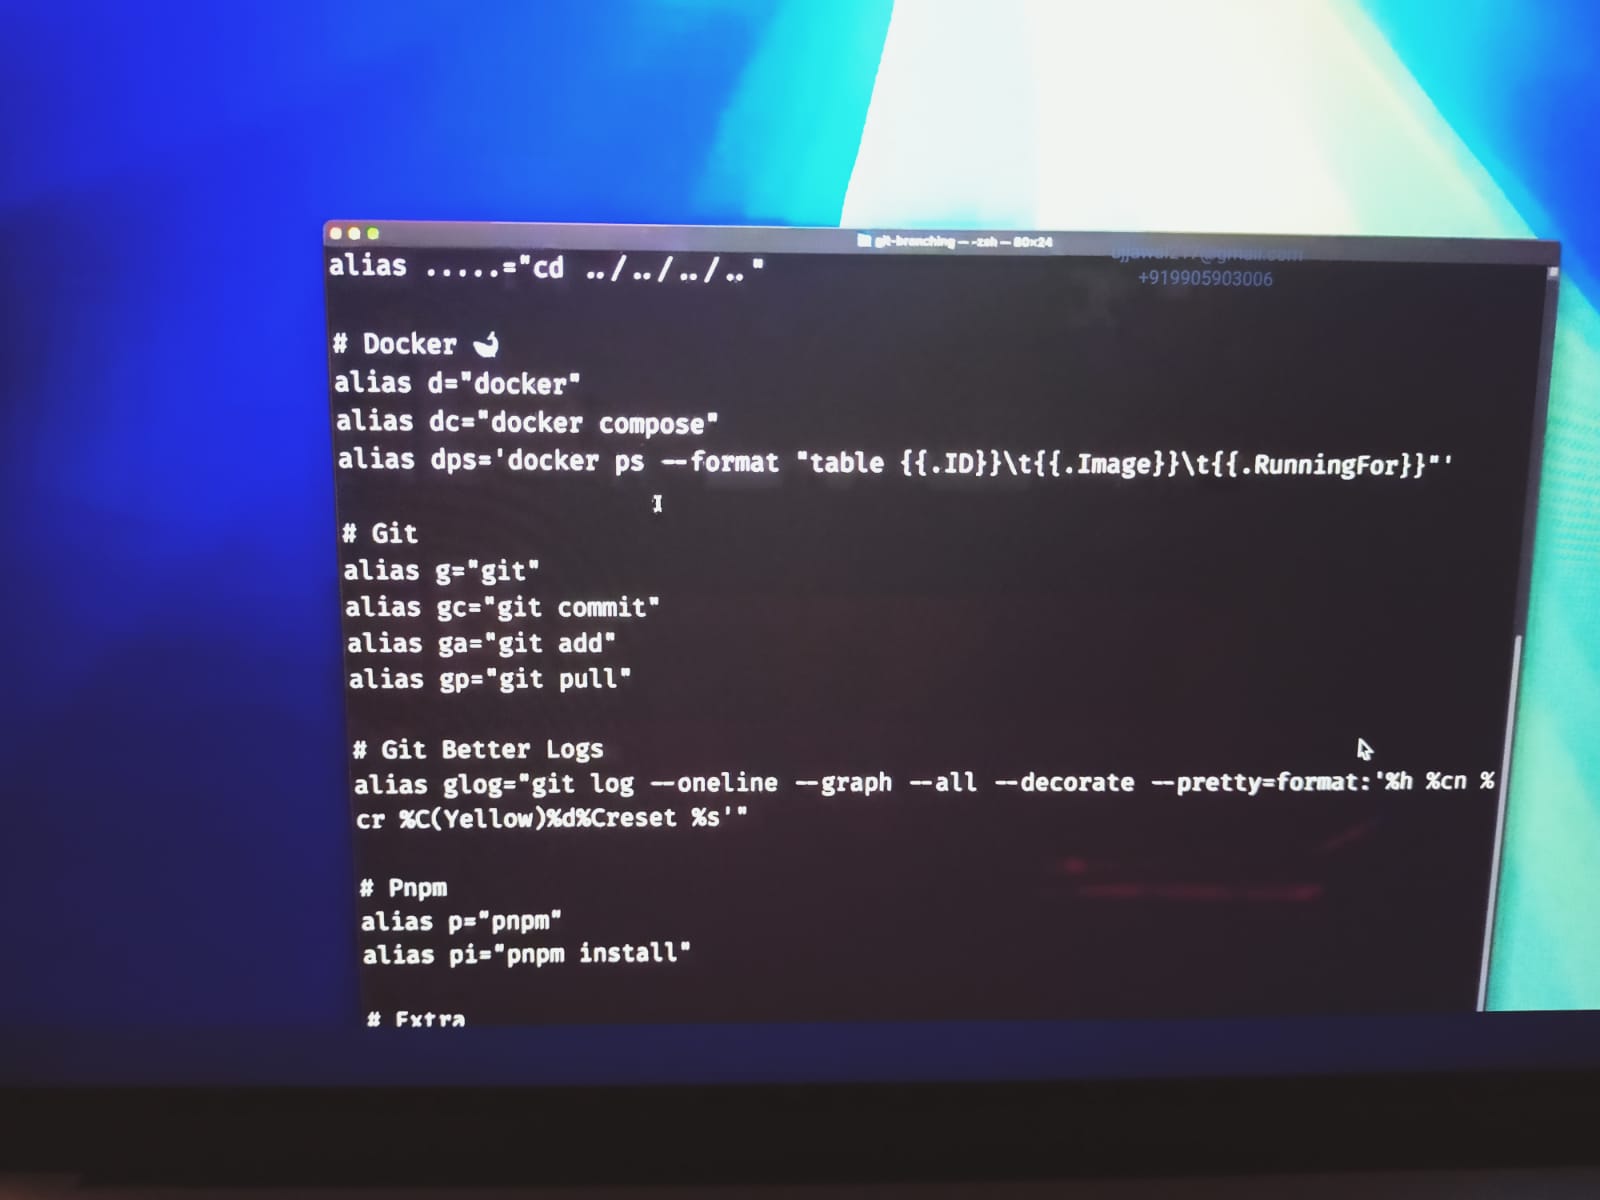 git-branching — -zsh — 80×24
alias .....="cd ../../../.."
+919905903006
# Docker
alias d="docker"
alias dc="docker compose"
alias dps='docker ps --format "table {{.ID}}\t{{.Image}}\t{{.RunningFor}}"'
# Git
alias g="git"
alias gc="git commit"
alias ga="git add"
alias gp="git pull"
# Git Better Logs
alias glog="git log --oneline --graph --all --decorate --pretty=format:'%h %cn %
cr %C(Yellow)%d%Creset %s'"
# Pnpm
alias p="pnpm"
alias pi="pnpm install"
# Extra